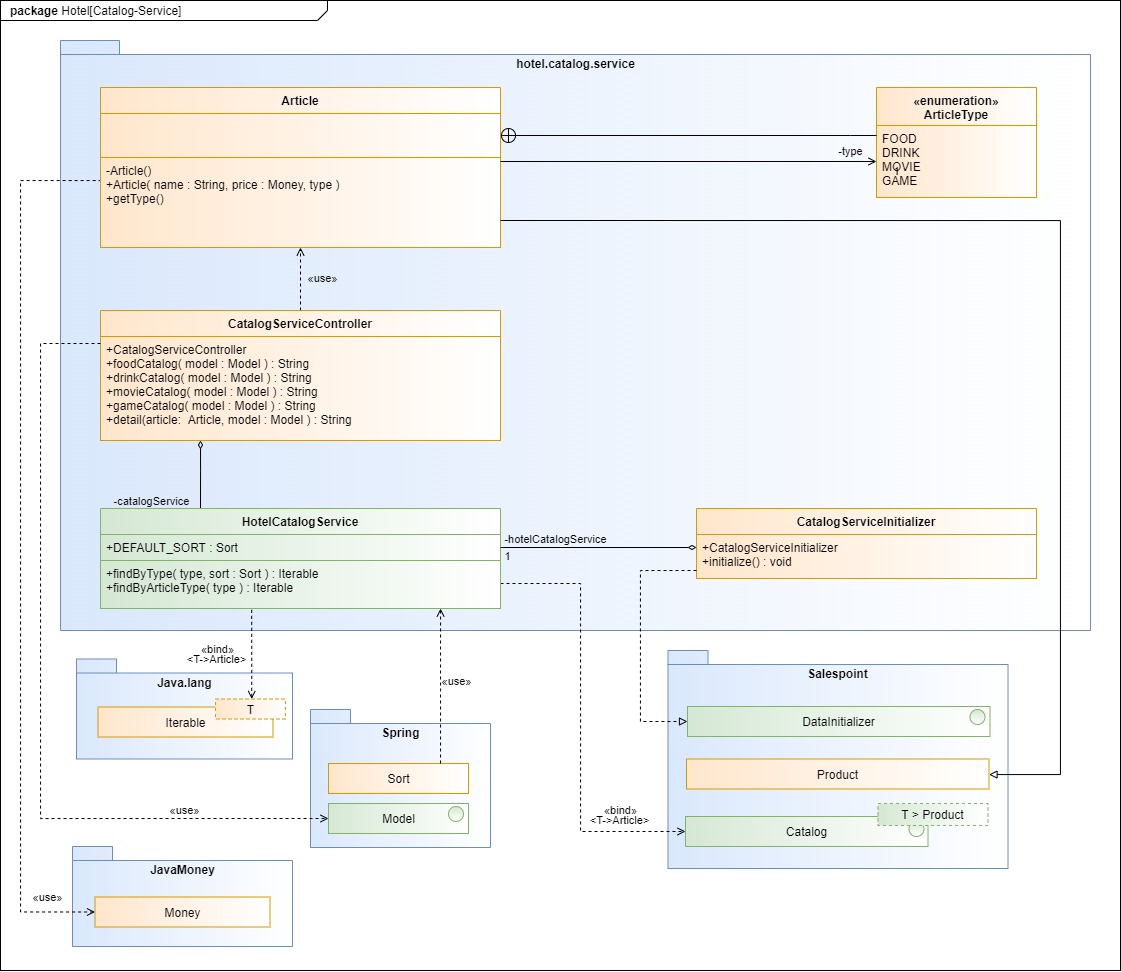 package Hotel[Catalog-Service]
hotel.catalog.service
Article
-Article()
+Article( name : String, price : Money, type )
+getType()
«enumeration»
ArticleType
FOOD
DRINK
MOVIE
GAME
-type
«use»
CatalogServiceController
+CatalogServiceController
+foodCatalog( model : Model ) : String
+drinkCatalog( model : Model ) : String
+movieCatalog( model : Model ) : String
+gameCatalog( model : Model ) : String
+detail(article: Article, model : Model ) : String
-catalogService
HotelCatalogService
+DEFAULT_SORT : Sort
+findByType( type, sort : Sort ) : Iterable
+findByArticleType( type ) : Iterable
-hotelCatalogService
1
CatalogServiceInitializer
+CatalogServiceInitializer
+initialize() : void
«bind»
<T->Article>
Java.lang
T
Iterable
«use»
Spring
Sort
Model
«use»
Salespoint
DataInitializer
Product
T > Product
Catalog
«bind»
<T->Article>
JavaMoney
Money
«use»